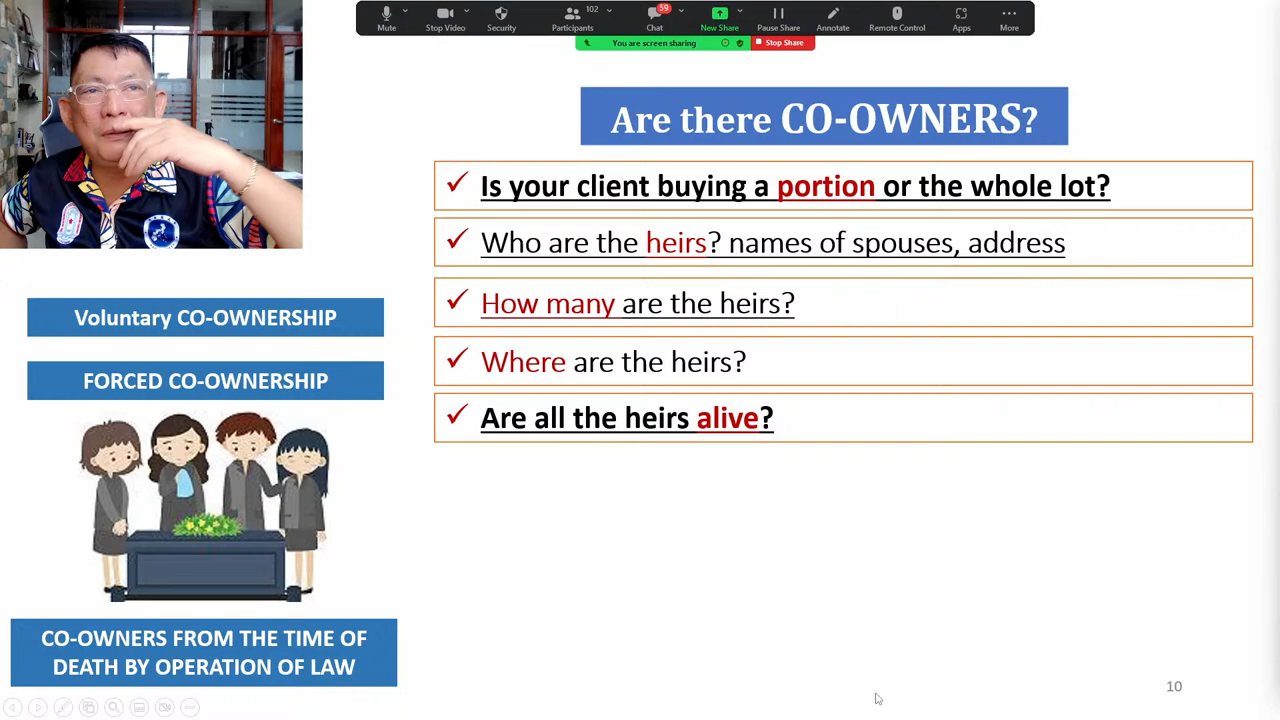 102
59
Mute
Stop Video
Security
Participants
Chat
New Share
Pause Share
Annotate
Remote Control
Apps
More
You are screen sharing
Stop Share
Are there CO-OWNERS?
✓ Is your client buying a portion or the whole lot?
✓ Who are the heirs? names of spouses, address
✓ How many are the heirs?
✓ Where are the heirs?
✓ Are all the heirs alive?
Voluntary CO-OWNERSHIP
FORCED CO-OWNERSHIP
CO-OWNERS FROM THE TIME OF
DEATH BY OPERATION OF LAW
10